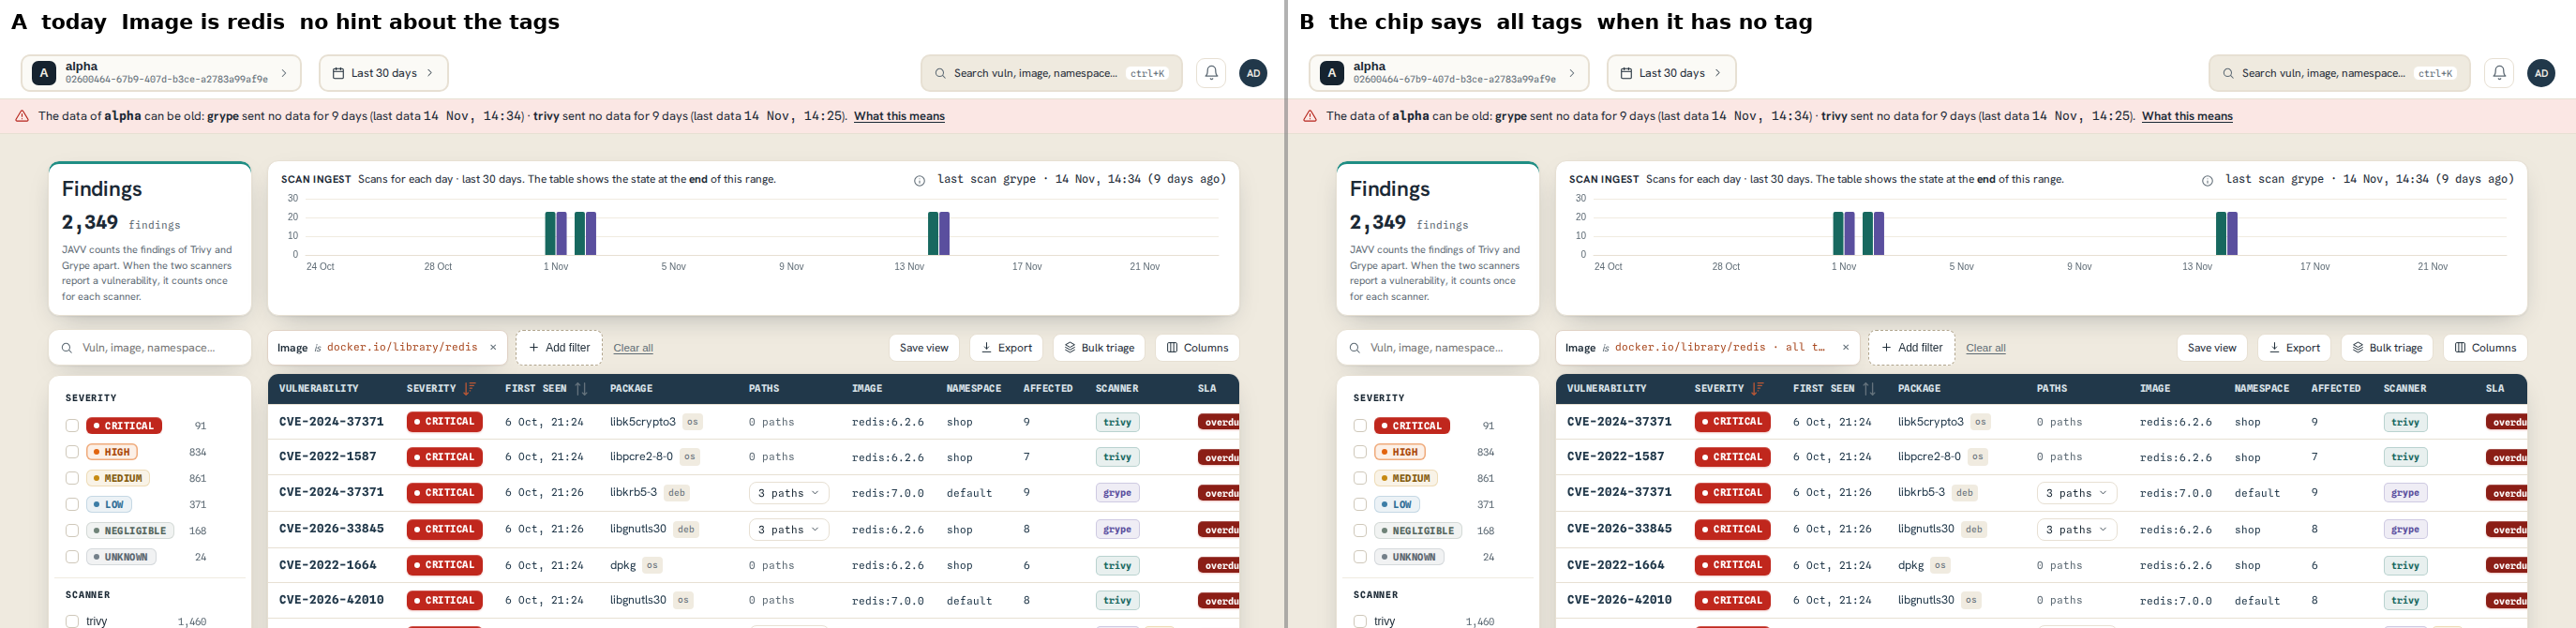 A today Image is redis no hint about the tags
A alpha 02600464-67b9-407d-b3ce-a2783a99af9e
Last 30 days
Search vuln, image, namespace... ctrl+K
AD
The data of alpha can be old: grype sent no data for 9 days (last data 14 Nov, 14:34) · trivy sent no data for 9 days (last data 14 Nov, 14:25). What this means
Findings
2,349 findings
JAVV counts the findings of Trivy and
Grype apart. When the two scanners
report a vulnerability, it counts once
for each scanner.
SCAN INGEST Scans for each day · last 30 days. The table shows the state at the end of this range.
last scan grype · 14 Nov, 14:34 (9 days ago)
30
20
10
0
24 Oct 28 Oct 1 Nov 5 Nov 9 Nov 13 Nov 17 Nov 21 Nov
Vuln, image, namespace...
Image is docker.io/library/redis ×
+ Add filter
Clear all
Save view
Export
Bulk triage
Columns
SEVERITY
CRITICAL 91
HIGH 834
MEDIUM 861
LOW 371
NEGLIGIBLE 168
UNKNOWN 24
SCANNER
trivy 1,460
VULNERABILITY SEVERITY FIRST SEEN PACKAGE PATHS IMAGE NAMESPACE AFFECTED SCANNER SLA
CVE-2024-37371 CRITICAL 6 Oct, 21:24 libk5crypto3 os 0 paths redis:6.2.6 shop 9 trivy overdu
CVE-2022-1587 CRITICAL 6 Oct, 21:24 libpcre2-8-0 os 0 paths redis:6.2.6 shop 7 trivy overdu
CVE-2024-37371 CRITICAL 6 Oct, 21:26 libkrb5-3 deb 3 paths redis:7.0.0 default 9 grype overdu
CVE-2026-33845 CRITICAL 6 Oct, 21:26 libgnutls30 deb 3 paths redis:6.2.6 shop 8 grype overdu
CVE-2022-1664 CRITICAL 6 Oct, 21:24 dpkg os 0 paths redis:6.2.6 shop 6 trivy overdu
CVE-2026-42010 CRITICAL 6 Oct, 21:26 libgnutls30 os 0 paths redis:7.0.0 default 8 trivy overdu
B the chip says all tags when it has no tag
A alpha 02600464-67b9-407d-b3ce-a2783a99af9e
Last 30 days
Search vuln, image, namespace... ctrl+K
AD
The data of alpha can be old: grype sent no data for 9 days (last data 14 Nov, 14:34) · trivy sent no data for 9 days (last data 14 Nov, 14:25). What this means
Findings
2,349 findings
JAVV counts the findings of Trivy and
Grype apart. When the two scanners
report a vulnerability, it counts once
for each scanner.
SCAN INGEST Scans for each day · last 30 days. The table shows the state at the end of this range.
last scan grype · 14 Nov, 14:34 (9 days ago)
30
20
10
0
24 Oct 28 Oct 1 Nov 5 Nov 9 Nov 13 Nov 17 Nov 21 Nov
Vuln, image, namespace...
Image is docker.io/library/redis · all t… ×
+ Add filter
Clear all
Save view
Export
Bulk triage
Columns
SEVERITY
CRITICAL 91
HIGH 834
MEDIUM 861
LOW 371
NEGLIGIBLE 168
UNKNOWN 24
SCANNER
trivy 1,460
VULNERABILITY SEVERITY FIRST SEEN PACKAGE PATHS IMAGE NAMESPACE AFFECTED SCANNER SLA
CVE-2024-37371 CRITICAL 6 Oct, 21:24 libk5crypto3 os 0 paths redis:6.2.6 shop 9 trivy overdu
CVE-2022-1587 CRITICAL 6 Oct, 21:24 libpcre2-8-0 os 0 paths redis:6.2.6 shop 7 trivy overdu
CVE-2024-37371 CRITICAL 6 Oct, 21:26 libkrb5-3 deb 3 paths redis:7.0.0 default 9 grype overdu
CVE-2026-33845 CRITICAL 6 Oct, 21:26 libgnutls30 deb 3 paths redis:6.2.6 shop 8 grype overdu
CVE-2022-1664 CRITICAL 6 Oct, 21:24 dpkg os 0 paths redis:6.2.6 shop 6 trivy overdu
CVE-2026-42010 CRITICAL 6 Oct, 21:26 libgnutls30 os 0 paths redis:7.0.0 default 8 trivy overdu